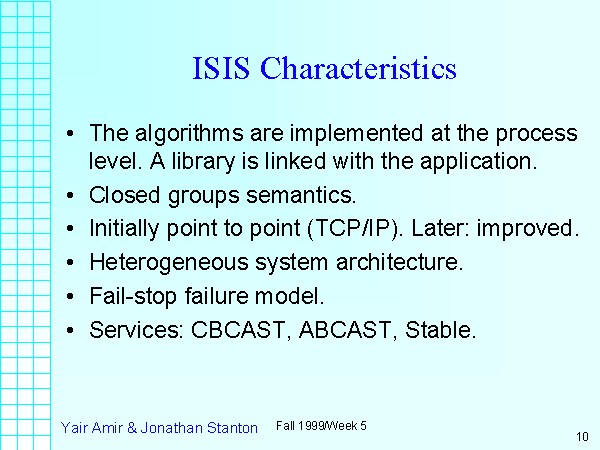 ISIS Characteristics
• The algorithms are implemented at the process
level. A library is linked with the application.
• Closed groups semantics.
• Initially point to point (TCP/IP). Later: improved.
• Heterogeneous system architecture.
• Fail-stop failure model.
• Services: CBCAST, ABCAST, Stable.
Yair Amir & Jonathan Stanton Fall 1999/Week 5
10